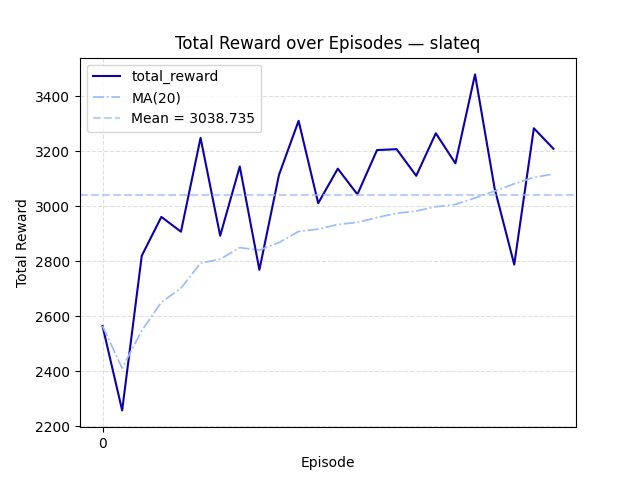 Total Reward over Episodes — slateq
total_reward
MA(20)
Mean = 3038.735
3400
3200
3000
2800
2600
2400
2200
Total Reward
0
Episode